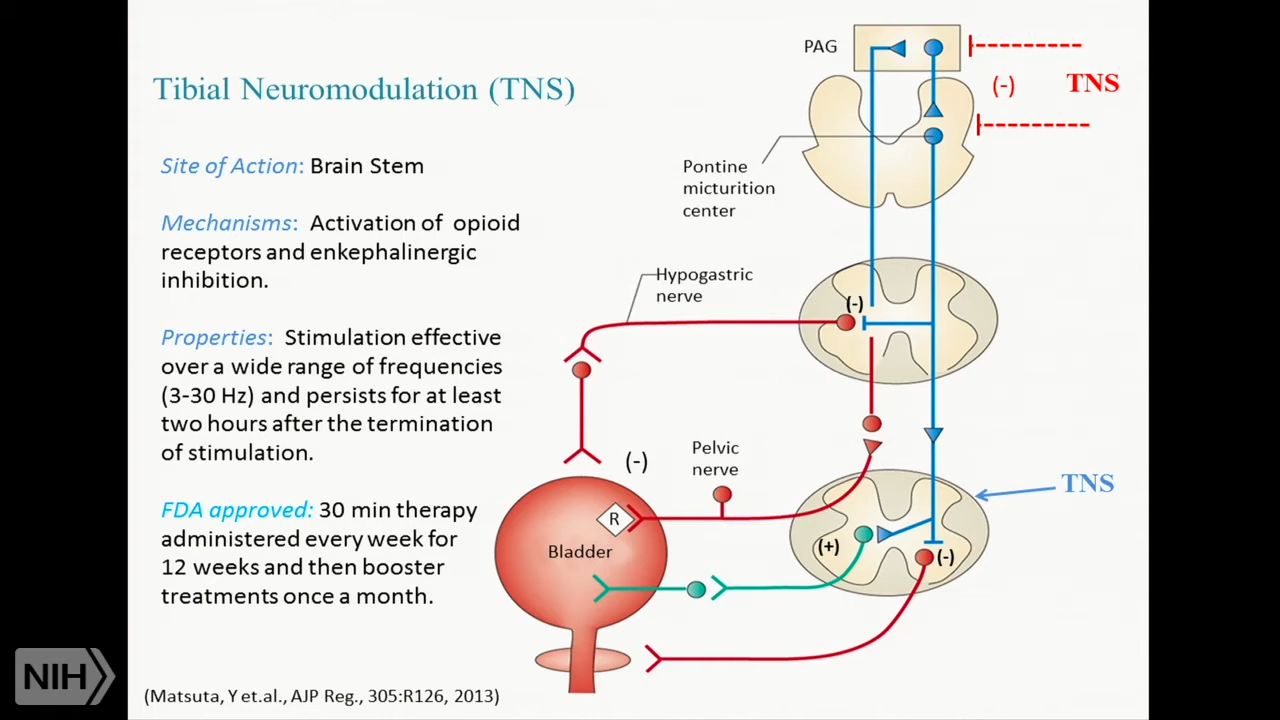 Tibial Neuromodulation (TNS)
Site of Action: Brain Stem
Mechanisms: Activation of opioid
receptors and enkephalinergic
inhibition.
Properties: Stimulation effective
over a wide range of frequencies
(3-30 Hz) and persists for at least
two hours after the termination
of stimulation.
FDA approved: 30 min therapy
administered every week for
12 weeks and then booster
treatments once a month.
(Matsuta, Y et.al., AJP Reg., 305:R126, 2013)
PAG
(-)
TNS
Pontine
micturition
center
Hypogastric
nerve
(-)
(-)
Pelvic
nerve
TNS
R
Bladder
(+)
(-)
NIH